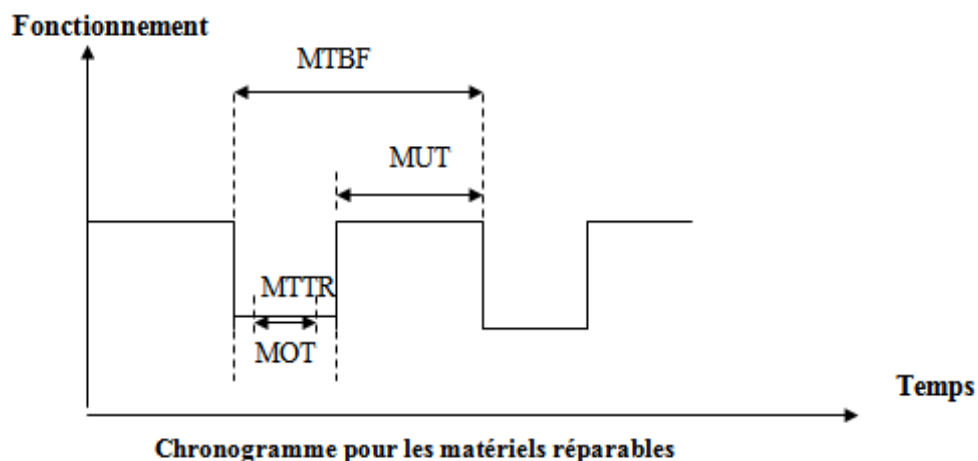 Fonctionnement
MTBF
MUT
MTTR
MOT
Temps
Chronogramme pour les matériels réparables